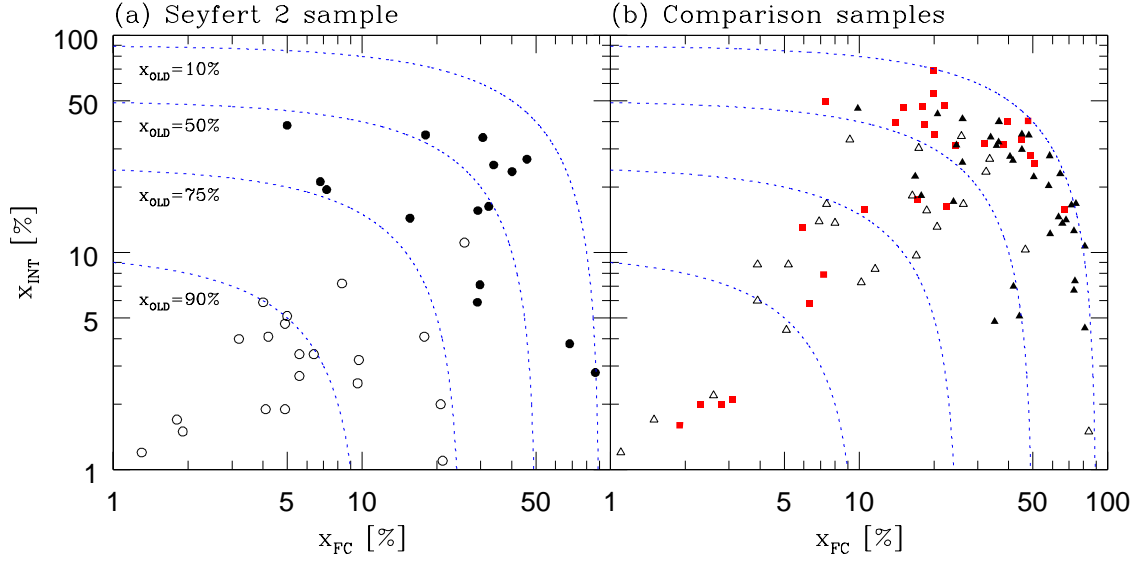 (a) Seyfert 2 sample
(b) Comparison samples
100
50
10
5
1
x_INT [%]
x_OLD=10%
x_OLD=50%
x_OLD=75%
x_OLD=90%
1 5 10 50 1 5 10 50 100
x_FC [%]
x_FC [%]